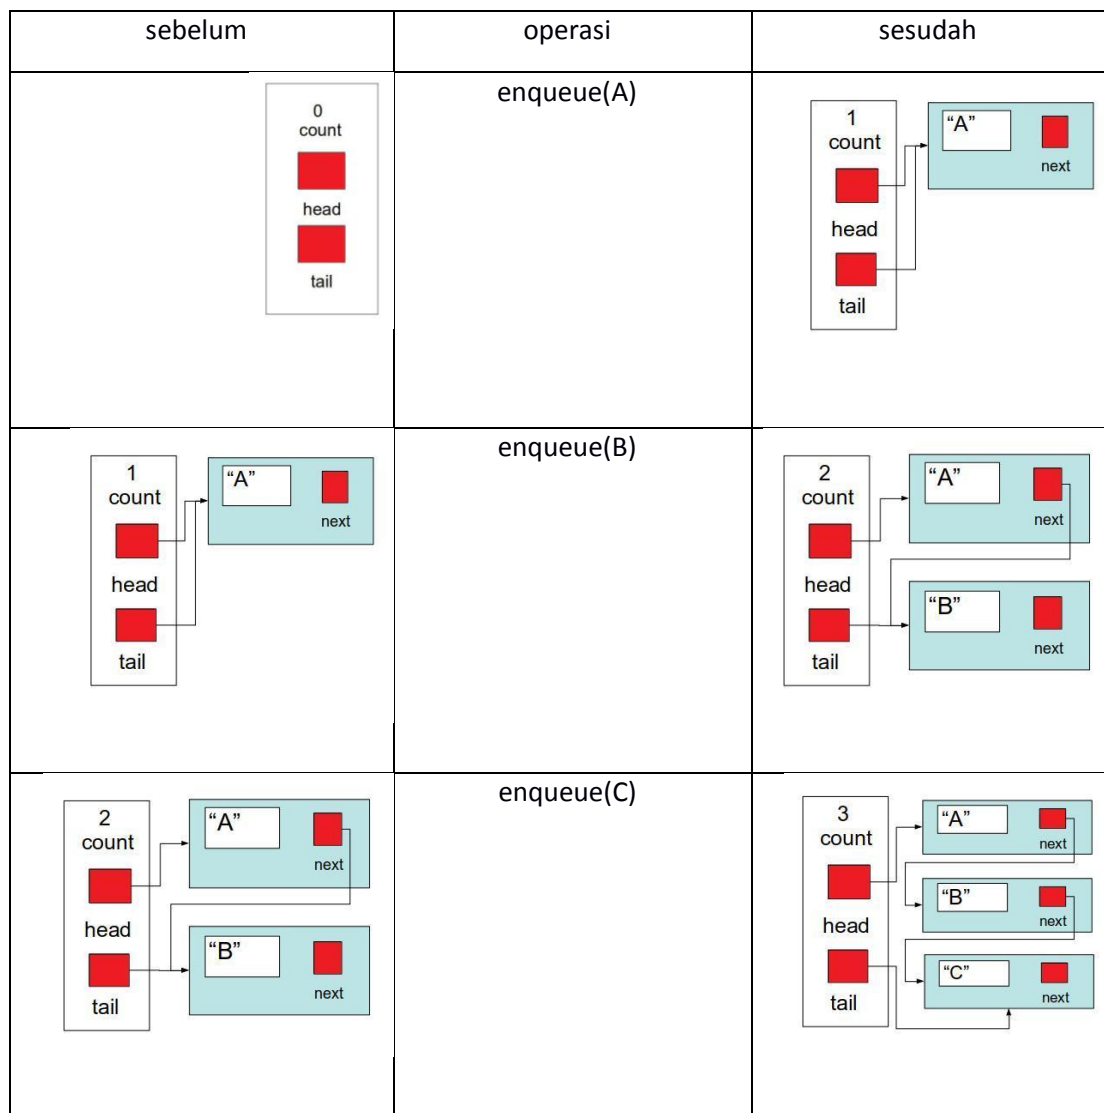 sebelum operasi sesudah
enqueue(A)
0
count
head
tail
1
count
head
tail
“A”
next
enqueue(B)
1
count
head
tail
“A”
next
2
count
head
tail
“A”
next
“B”
next
enqueue(C)
2
count
head
tail
“A”
next
“B”
next
3
count
head
tail
“A”
next
“B”
next
“C”
next